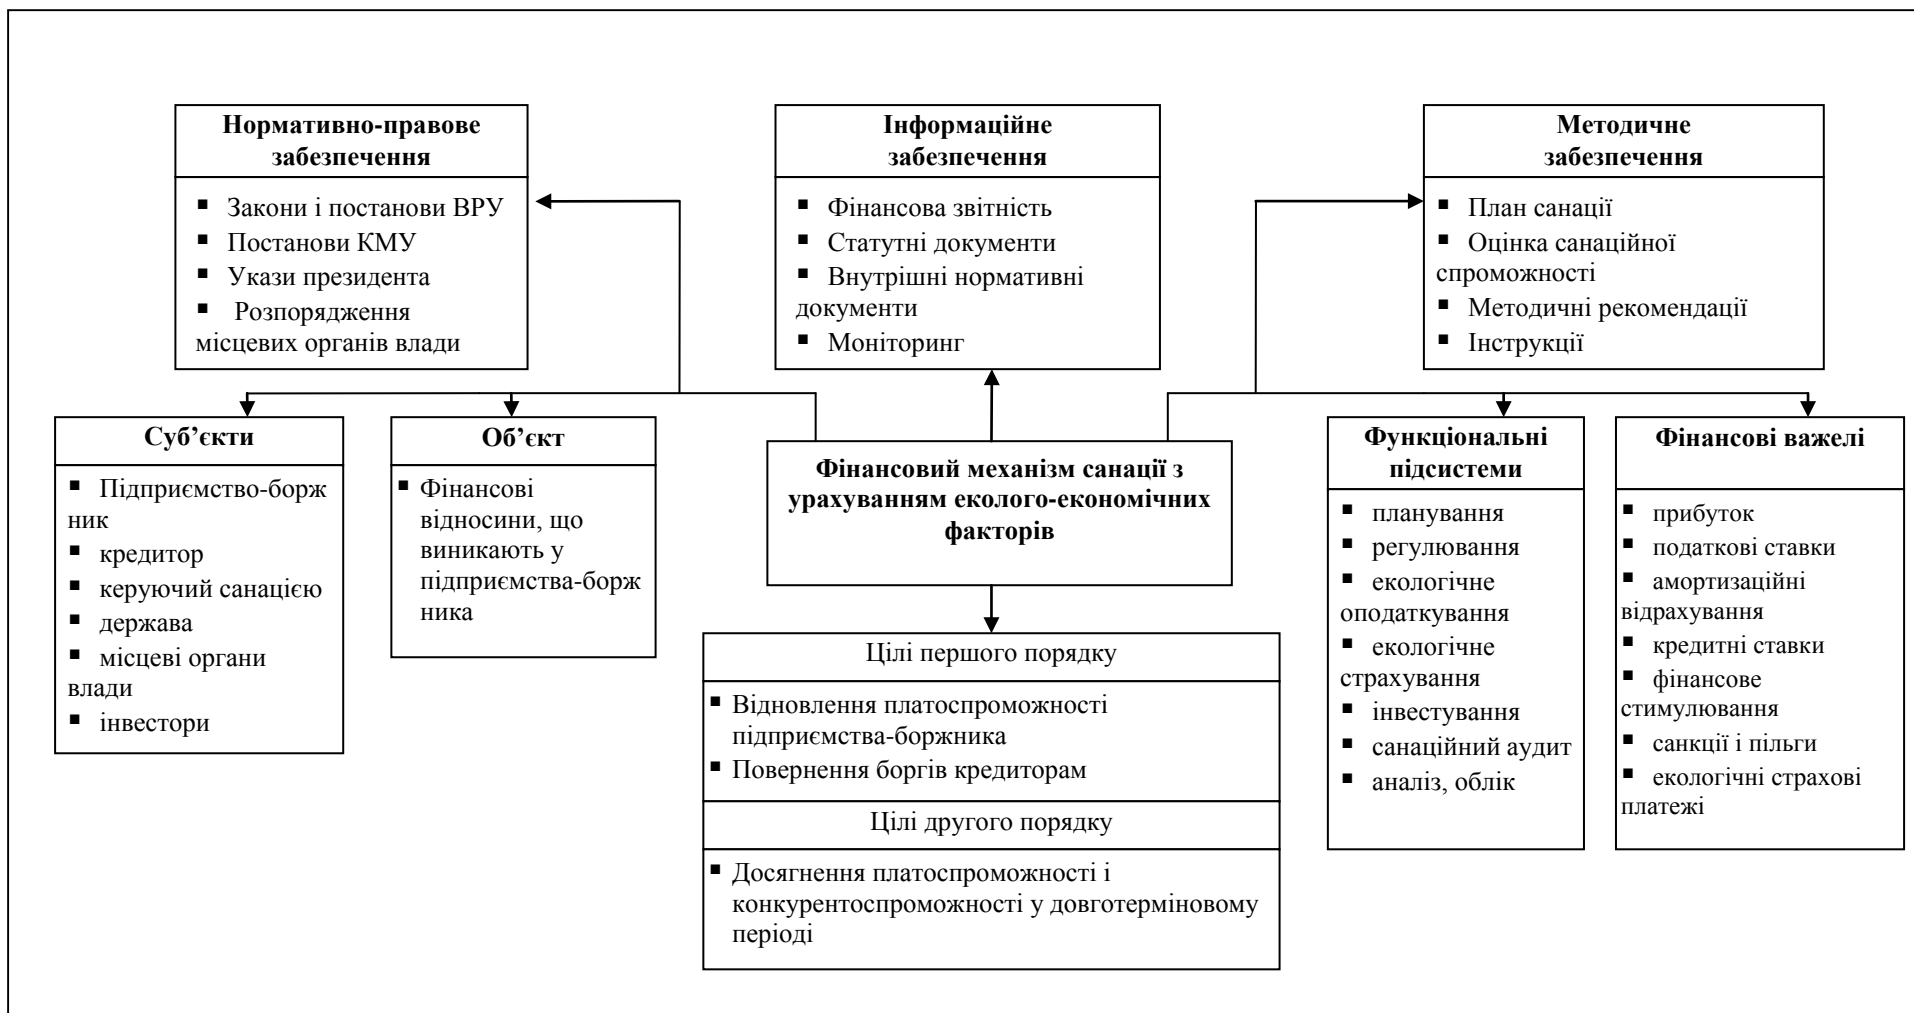 Нормативно-правове
забезпечення
▪ Закони і постанови ВРУ
▪ Постанови КМУ
▪ Укази президента
▪ Розпорядження
місцевих органів влади
Інформаційне
забезпечення
▪ Фінансова звітність
▪ Статутні документи
▪ Внутрішні нормативні
документи
▪ Моніторинг
Методичне
забезпечення
▪ План санації
▪ Оцінка санаційної
спроможності
▪ Методичні рекомендації
▪ Інструкції
Суб’єкти
▪ Підприємство-борж
ник
▪ кредитор
▪ керуючий санацією
▪ держава
▪ місцеві органи
влади
▪ інвестори
Об’єкт
▪ Фінансові
відносини, що
виникають у
підприємства-борж
ника
Фінансовий механізм санації з
урахуванням еколого-економічних
факторів
Цілі першого порядку
▪ Відновлення платоспроможності
підприємства-боржника
▪ Повернення боргів кредиторам
Цілі другого порядку
▪ Досягнення платоспроможності і
конкурентоспроможності у довготерміновому
періоді
Функціональні
підсистеми
▪ планування
▪ регулювання
▪ екологічне
оподаткування
▪ екологічне
страхування
▪ інвестування
▪ санаційний аудит
▪ аналіз, облік
Фінансові важелі
▪ прибуток
▪ податкові ставки
▪ амортизаційні
відрахування
▪ кредитні ставки
▪ фінансове
стимулювання
▪ санкції і пільги
▪ екологічні страхові
платежі